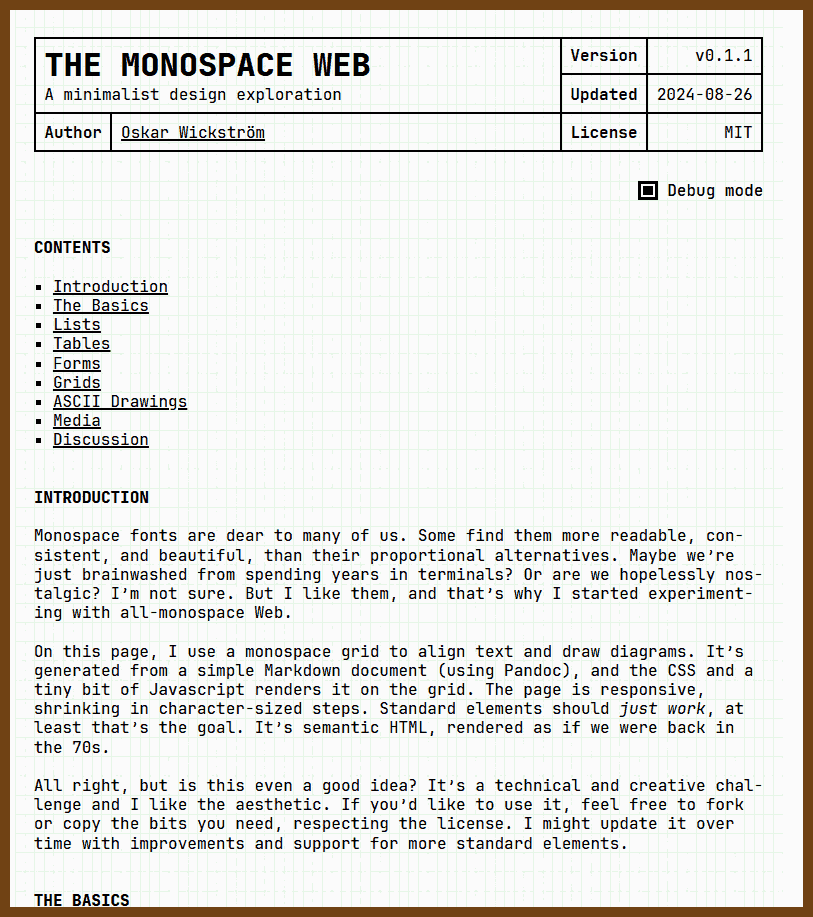 THE MONOSPACE WEB
A minimalist design exploration
Version v0.1.1
Updated 2024-08-26
Author Oskar Wickström
License MIT
Debug mode
CONTENTS
Introduction
The Basics
Lists
Tables
Forms
Grids
ASCII Drawings
Media
Discussion
INTRODUCTION
Monospace fonts are dear to many of us. Some find them more readable, con-
sistent, and beautiful, than their proportional alternatives. Maybe we’re
just brainwashed from spending years in terminals? Or are we hopelessly nos-
talgic? I’m not sure. But I like them, and that’s why I started experiment-
ing with all-monospace Web.
On this page, I use a monospace grid to align text and draw diagrams. It’s
generated from a simple Markdown document (using Pandoc), and the CSS and a
tiny bit of Javascript renders it on the grid. The page is responsive,
shrinking in character-sized steps. Standard elements should just work, at
least that’s the goal. It’s semantic HTML, rendered as if we were back in
the 70s.
All right, but is this even a good idea? It’s a technical and creative chal-
lenge and I like the aesthetic. If you’d like to use it, feel free to fork
or copy the bits you need, respecting the license. I might update it over
time with improvements and support for more standard elements.
THE BASICS